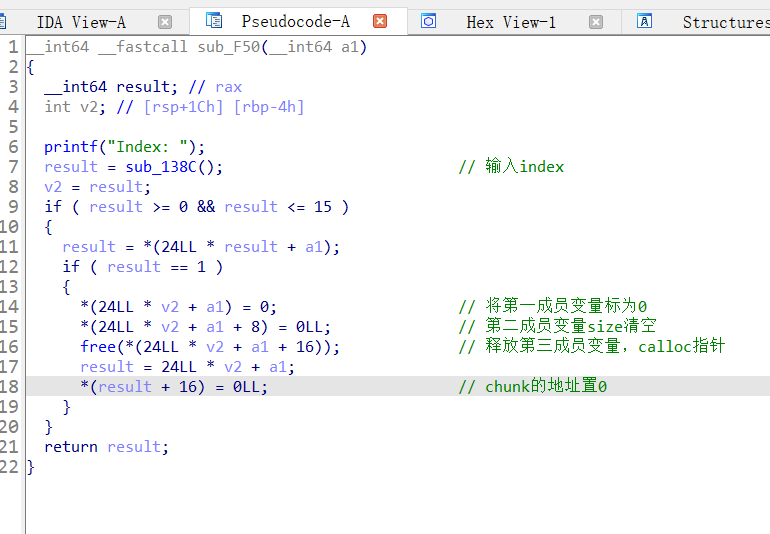 IDA View-A Pseudocode-A Hex View-1 Structures
1 __int64 __fastcall sub_F50(__int64 a1)
2 {
3 __int64 result; // rax
4 int v2; // [rsp+1Ch] [rbp-4h]
5
6 printf("Index: ");
7 result = sub_138C(); // 输入index
8 v2 = result;
9 if ( result >= 0 && result <= 15 )
10 {
11 result = *(24LL * result + a1);
12 if ( result == 1 )
13 {
14 *(24LL * v2 + a1) = 0; // 将第一成员变量标为0
15 *(24LL * v2 + a1 + 8) = 0LL; // 第二成员变量size清空
16 free(*(24LL * v2 + a1 + 16)); // 释放第三成员变量，calloc指针
17 result = 24LL * v2 + a1;
18 *(result + 16) = 0LL; // chunk的地址置0
19 }
20 }
21 return result;
22 }